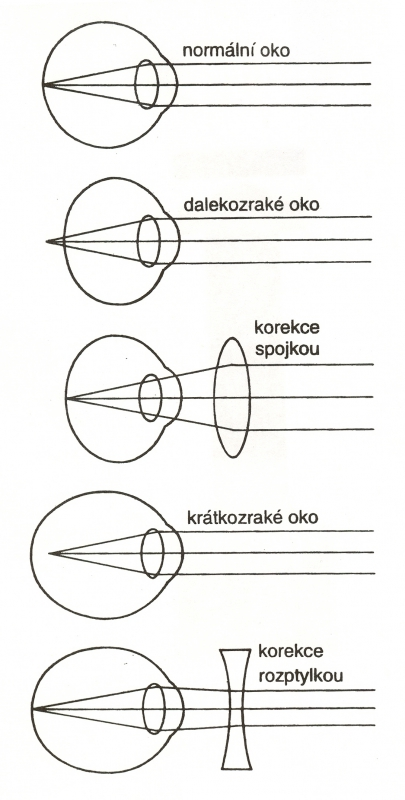 normální oko
dalekozraké oko
korekce
spojkou
krátkozraké oko
korekce
rozptylkou